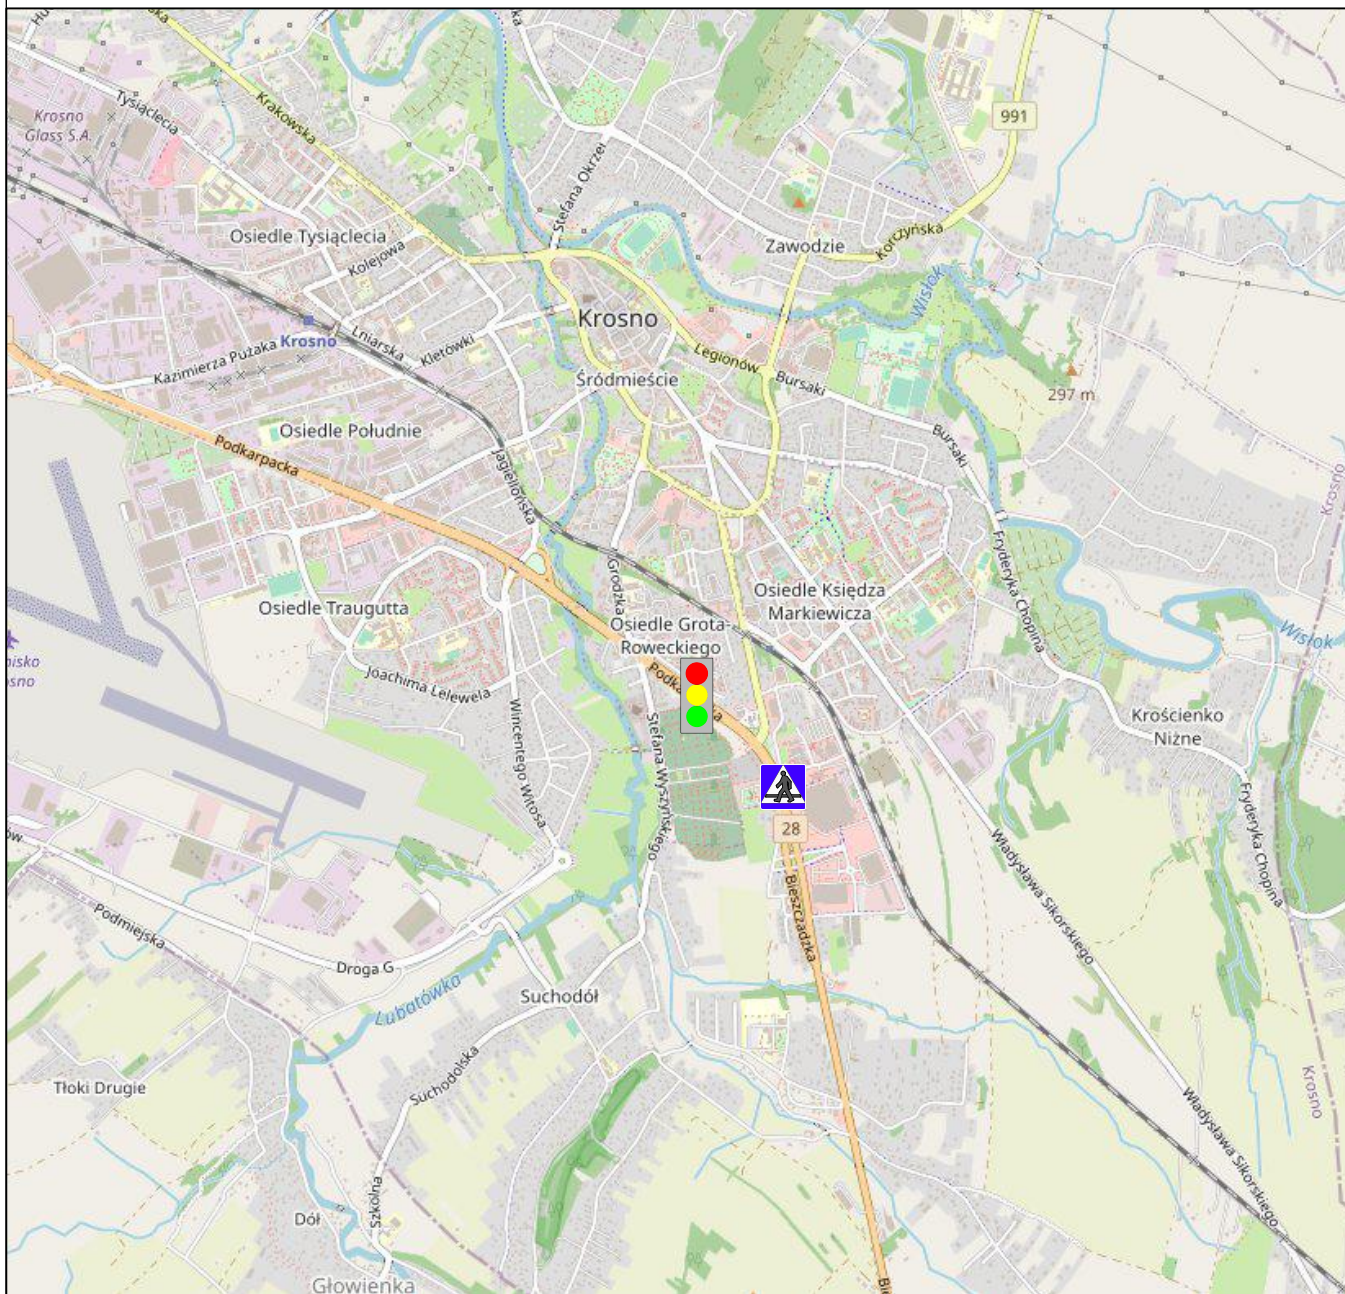 Tysiąclecia
Krakowska
Krosno
Glass S.A.
991
Stefana Okrzei
Osiedle Tysiąclecia
Kolejowa
Zawodzie
Korczyńska
Wisłok
Krosno
Krosno
Lniarska
Kletówki
Kazimierza Pużaka
Legionów
Bursaki
Śródmieście
297 m
Osiedle Południe
Podkarpacka
Bursaki
Jagiellońska
Krosno
Fryderyka Chopina
Grodzka
Osiedle Księdza
Markiewicza
Osiedle Traugutta
Osiedle Grota-
Roweckiego
Wisłok
Joachima Lelewela
Wincentego Witosa
Stefana Wyszyńskiego
Krościenko
Niżne
28
Fryderyka Chopina
Władysława Sikorskiego
Bieszczadzka
Podmiejska
Droga G
Lubatówka
Suchodół
Suchodolska
Tłoki Drugie
Krosno
Władysława Sikorskiego
Szkolna
Dół
Głowienka